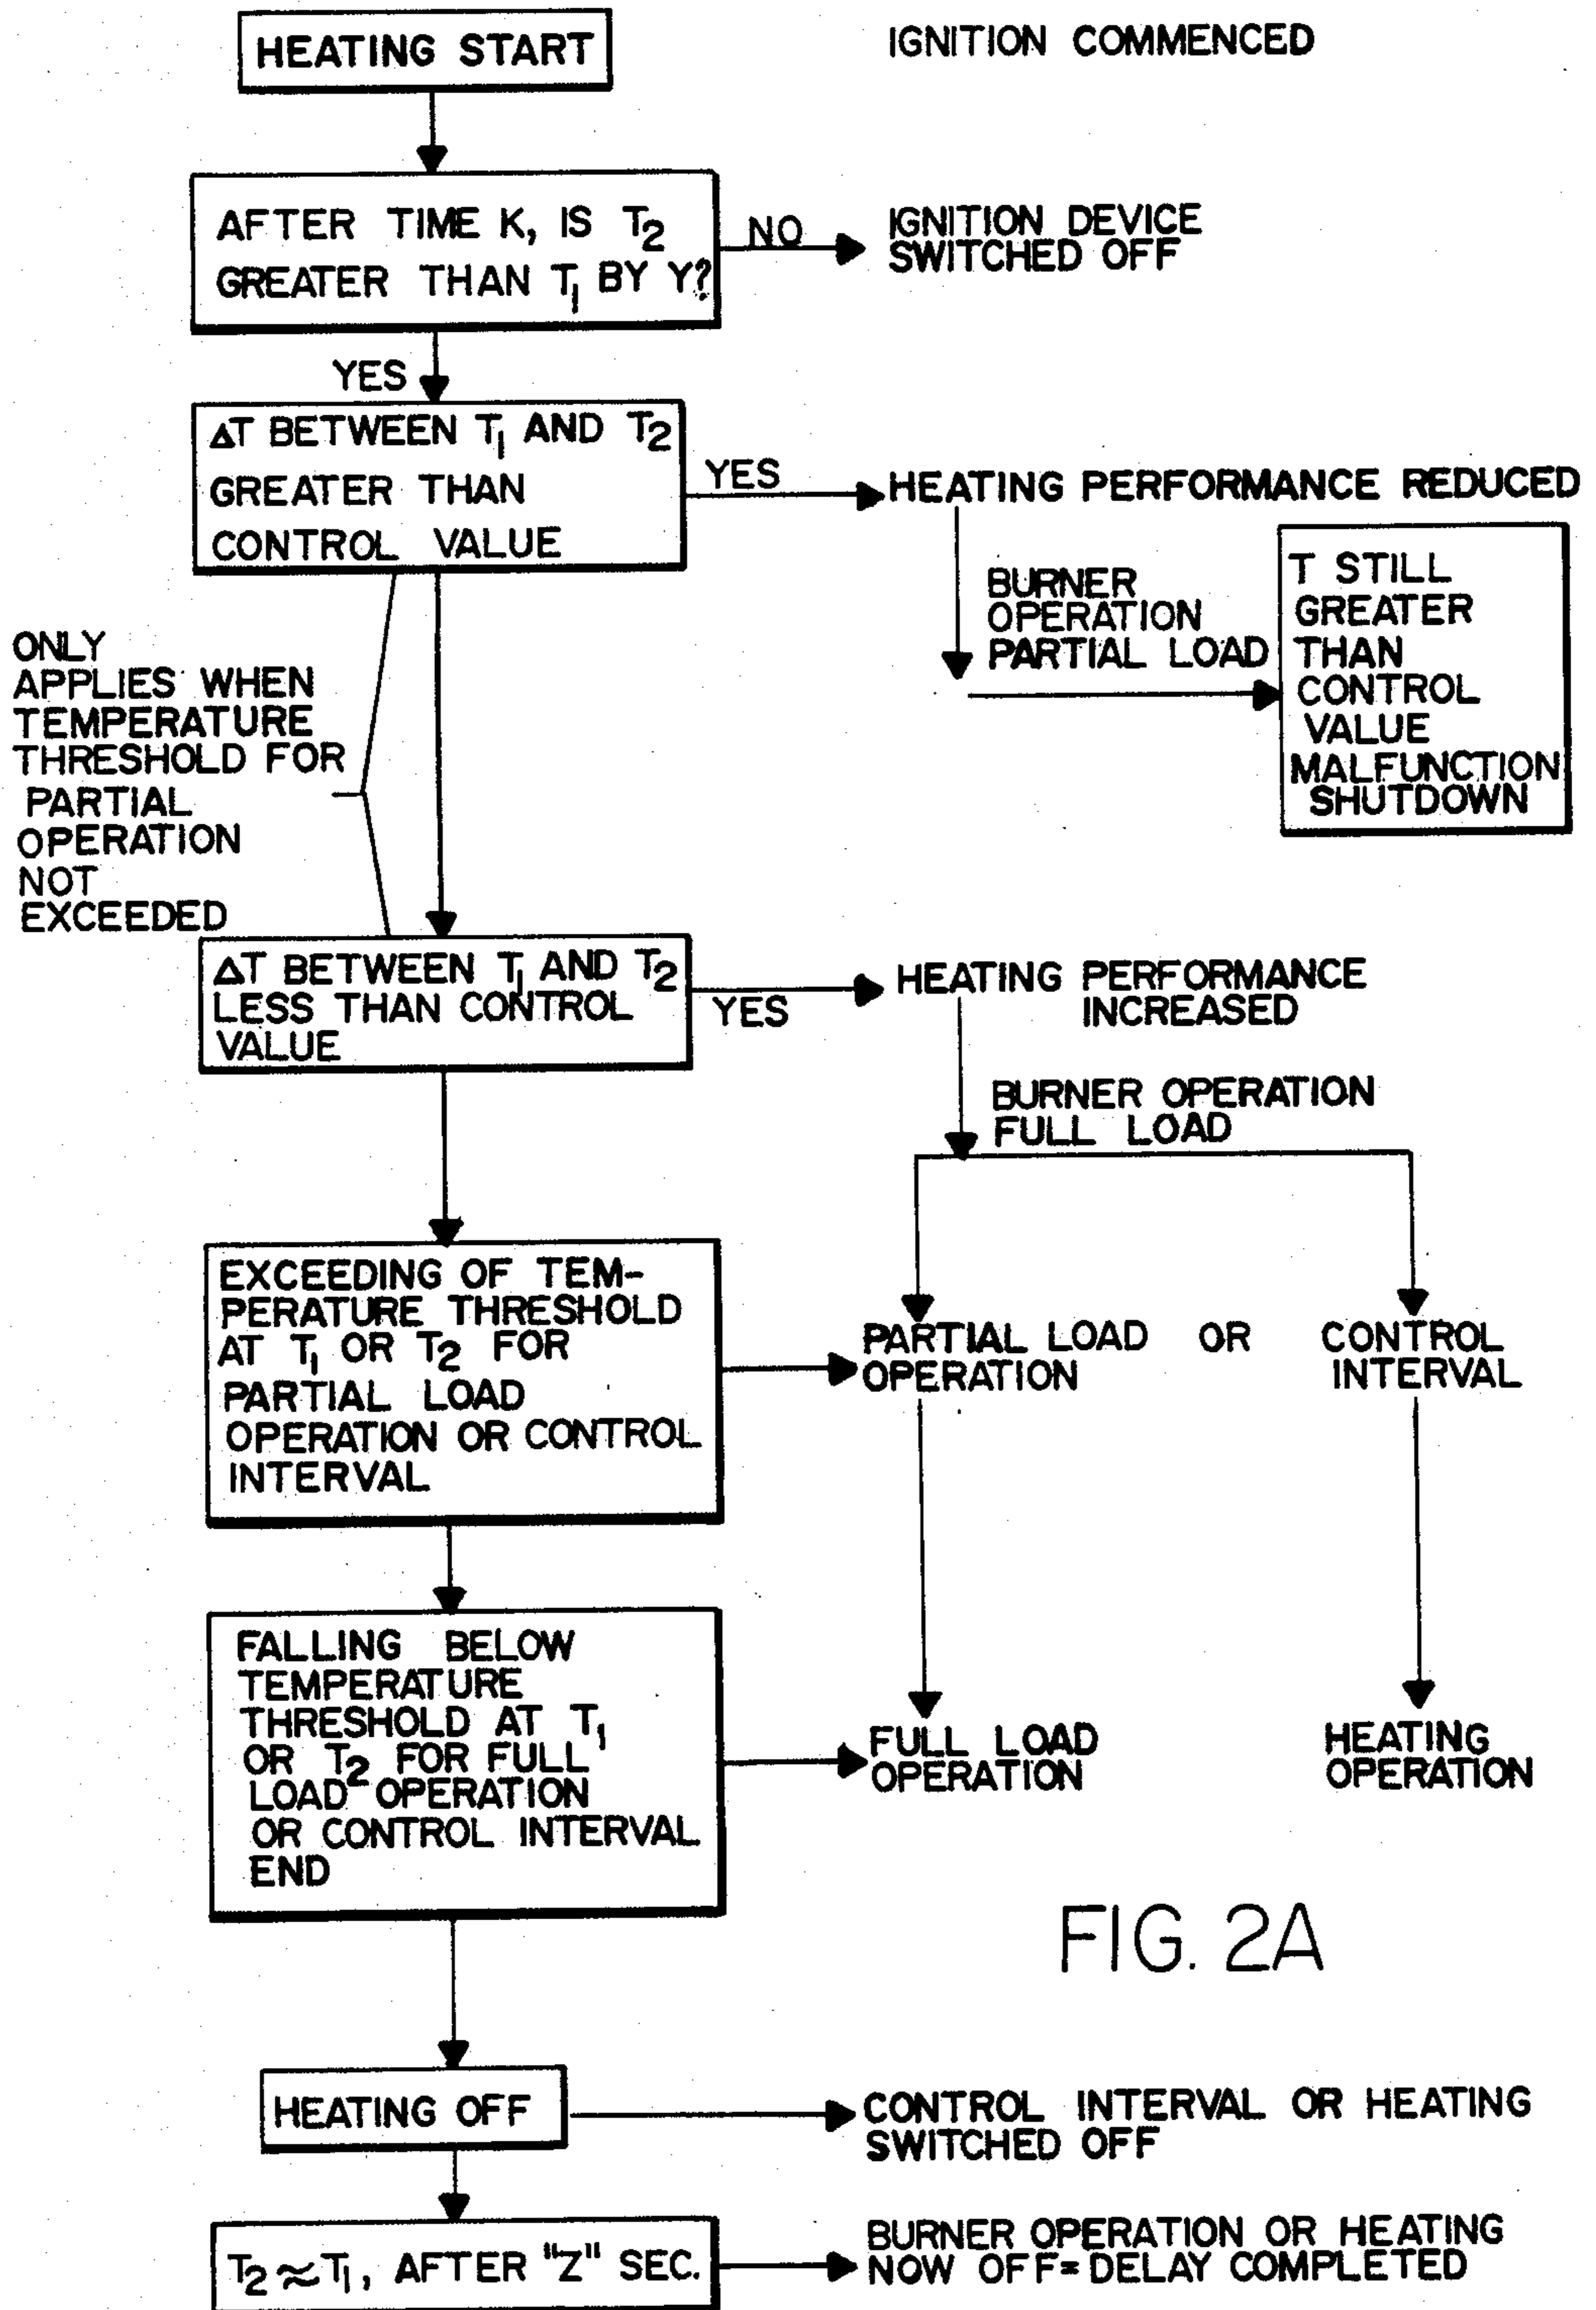 HEATING START
IGNITION COMMENCED
AFTER TIME K, IS T2
GREATER THAN T1 BY Y?
NO
IGNITION DEVICE
SWITCHED OFF
YES
ΔT BETWEEN T1 AND T2
GREATER THAN
CONTROL VALUE
YES
HEATING PERFORMANCE REDUCED
BURNER
OPERATION
PARTIAL LOAD
T STILL
GREATER
THAN
CONTROL
VALUE
MALFUNCTION
SHUTDOWN
ONLY
APPLIES WHEN
TEMPERATURE
THRESHOLD FOR
PARTIAL
OPERATION
NOT
EXCEEDED
ΔT BETWEEN T1 AND T2
LESS THAN CONTROL
VALUE
YES
HEATING PERFORMANCE
INCREASED
BURNER OPERATION
FULL LOAD
EXCEEDING OF TEM-
PERATURE THRESHOLD
AT T1 OR T2 FOR
PARTIAL LOAD
OPERATION OR CONTROL
INTERVAL
PARTIAL LOAD OR CONTROL
OPERATION INTERVAL
FALLING BELOW
TEMPERATURE
THRESHOLD AT T1
OR T2 FOR FULL
LOAD OPERATION
OR CONTROL INTERVAL
END
FULL LOAD
OPERATION
HEATING
OPERATION
FIG. 2A
HEATING OFF
CONTROL INTERVAL OR HEATING
SWITCHED OFF
T2≈T1, AFTER "Z" SEC.
BURNER OPERATION OR HEATING
NOW OFF=DELAY COMPLETED